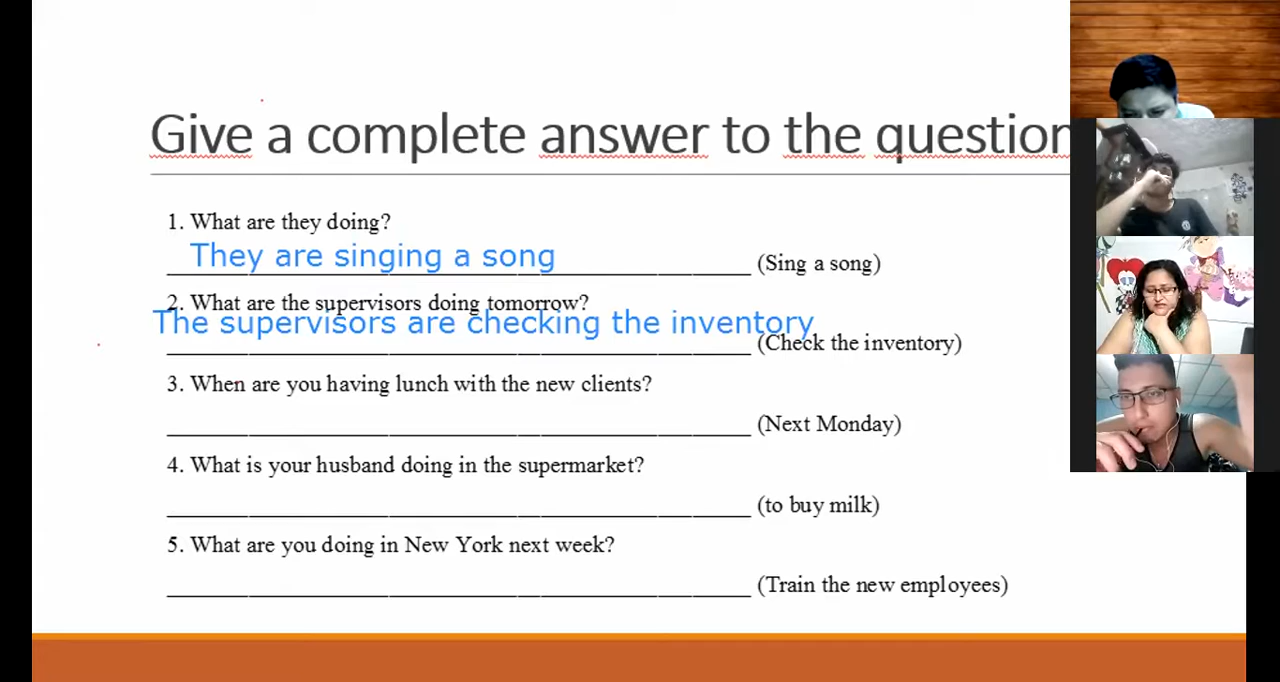 Give a complete answer to the question
1. What are they doing?
They are singing a song
(Sing a song)
2. What are the supervisors doing tomorrow?
The supervisors are checking the inventory
(Check the inventory)
3. When are you having lunch with the new clients?
(Next Monday)
4. What is your husband doing in the supermarket?
(to buy milk)
5. What are you doing in New York next week?
(Train the new employees)